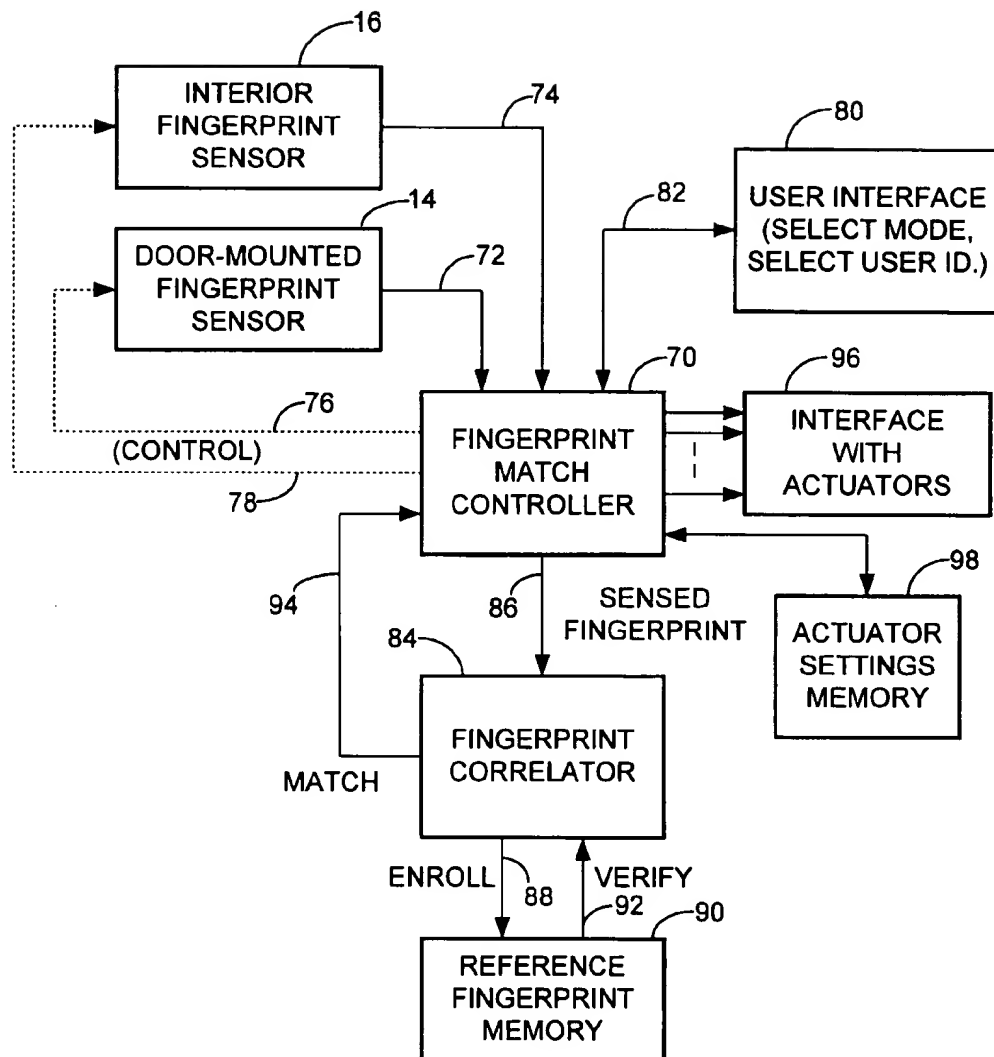 16
INTERIOR
FINGERPRINT
SENSOR
74
80
USER INTERFACE
(SELECT MODE,
SELECT USER ID.)
82
14
DOOR-MOUNTED
FINGERPRINT
SENSOR
72
70
96
76
(CONTROL)
78
FINGERPRINT
MATCH
CONTROLLER
INTERFACE
WITH
ACTUATORS
94
86
SENSED
FINGERPRINT
98
ACTUATOR
SETTINGS
MEMORY
84
FINGERPRINT
CORRELATOR
MATCH
ENROLL
88
VERIFY
92
90
REFERENCE
FINGERPRINT
MEMORY